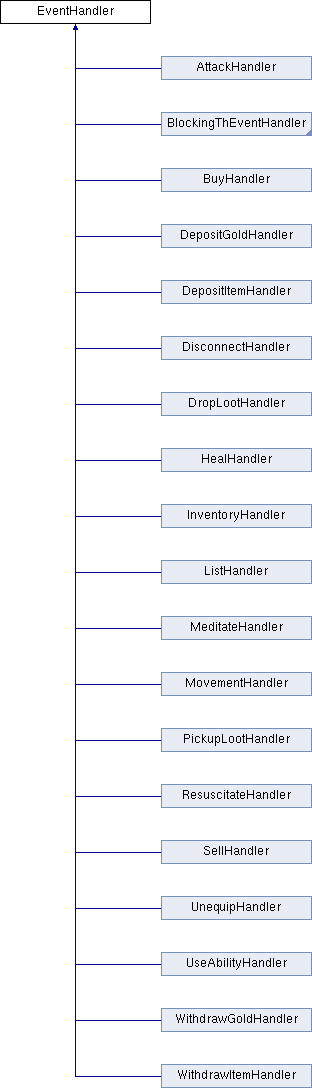 EventHandler
AttackHandler
BlockingThEventHandler
BuyHandler
DepositGoldHandler
DepositItemHandler
DisconnectHandler
DropLootHandler
HealHandler
InventoryHandler
ListHandler
MeditateHandler
MovementHandler
PickupLootHandler
ResuscitateHandler
SellHandler
UnequipHandler
UseAbilityHandler
WithdrawGoldHandler
WithdrawItemHandler